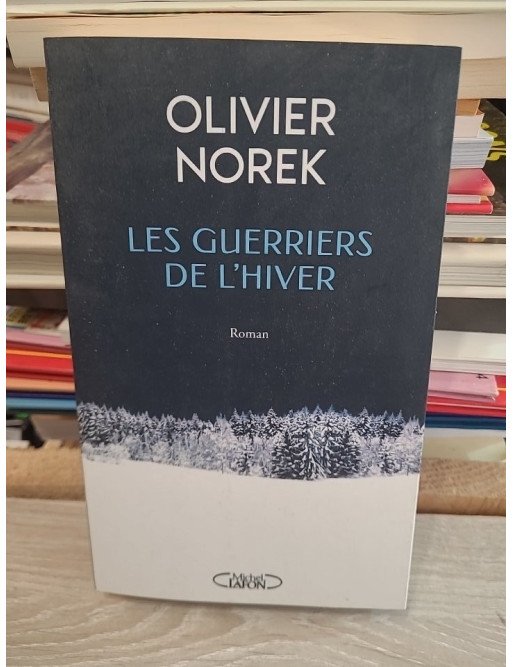 OLIVIER
NOREK
LES GUERRIERS
DE L'HIVER
Roman
Michel
LAFON